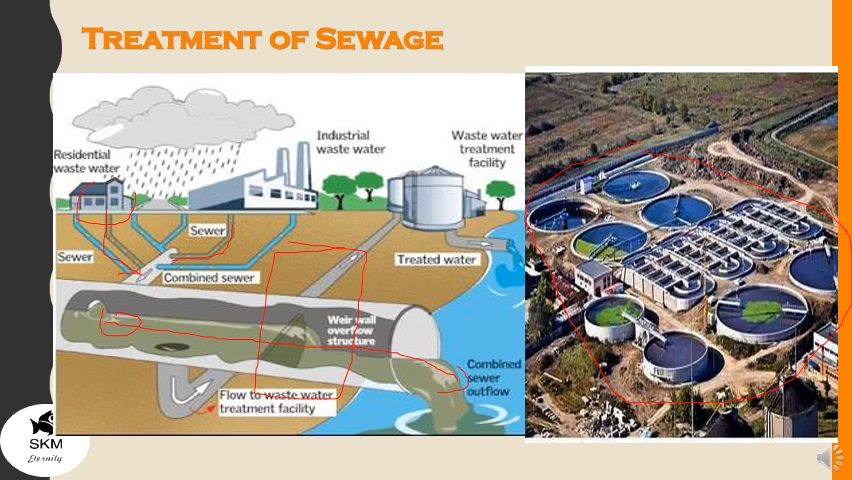 TREATMENT OF SEWAGE
Residential
waste water
Industrial
waste water
Waste water
treatment
facility
Sewer
Sewer
Combined sewer
Treated water
Weir wall
overflow
structure
Combined
sewer
outflow
Flow to waste water
treatment facility
SKM
Eternity